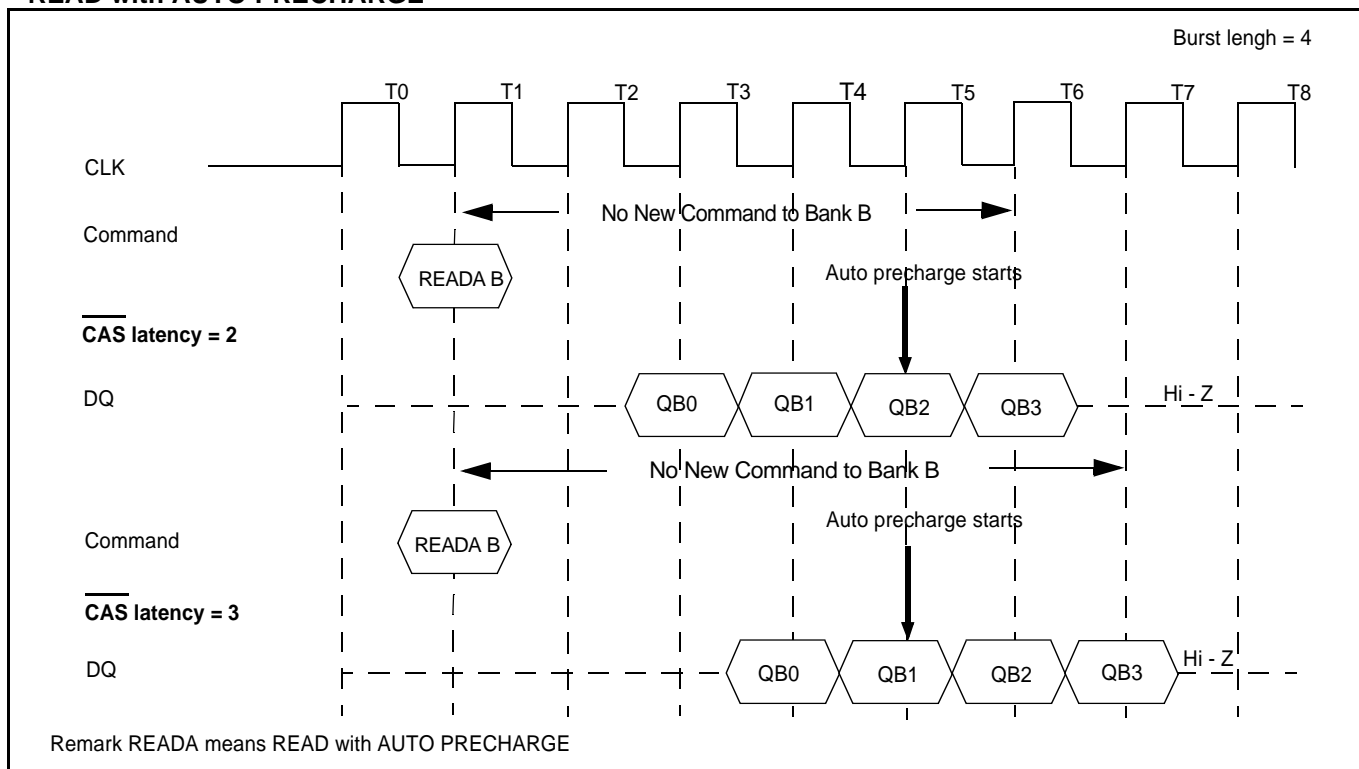 READ with AUTO PRECHARGE
Burst lengh = 4
T0 T1 T2 T3 T4 T5 T6 T7 T8
CLK
No New Command to Bank B
Command
READA B
Auto precharge starts
CAS latency = 2
DQ
QB0 QB1 QB2 QB3 Hi - Z
No New Command to Bank B
Auto precharge starts
Command
READA B
CAS latency = 3
DQ
QB0 QB1 QB2 QB3 Hi - Z
Remark READA means READ with AUTO PRECHARGE